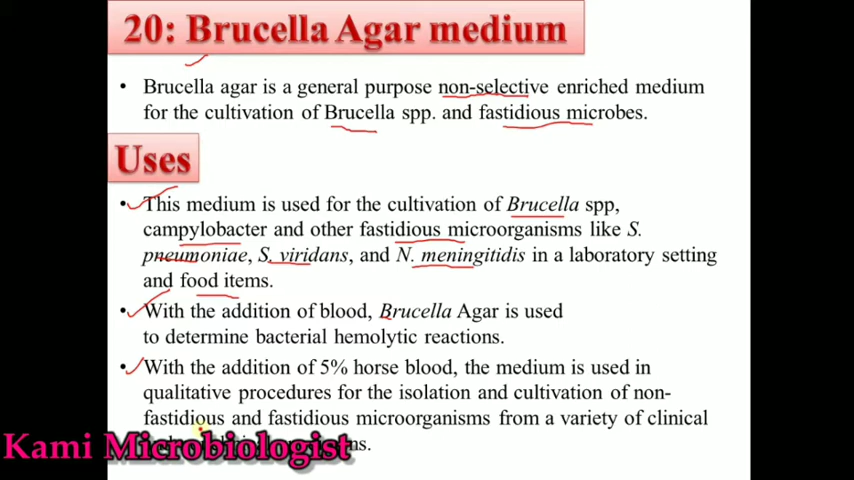 20: Brucella Agar medium
• Brucella agar is a general purpose non-selective enriched medium
for the cultivation of Brucella spp. and fastidious microbes.
Uses
• This medium is used for the cultivation of Brucella spp,
campylobacter and other fastidious microorganisms like S.
pneumoniae, S. viridans, and N. meningitidis in a laboratory setting
and food items.
• With the addition of blood, Brucella Agar is used
to determine bacterial hemolytic reactions.
• With the addition of 5% horse blood, the medium is used in
qualitative procedures for the isolation and cultivation of non-
fastidious and fastidious microorganisms from a variety of clinical
Kami Microbiologist